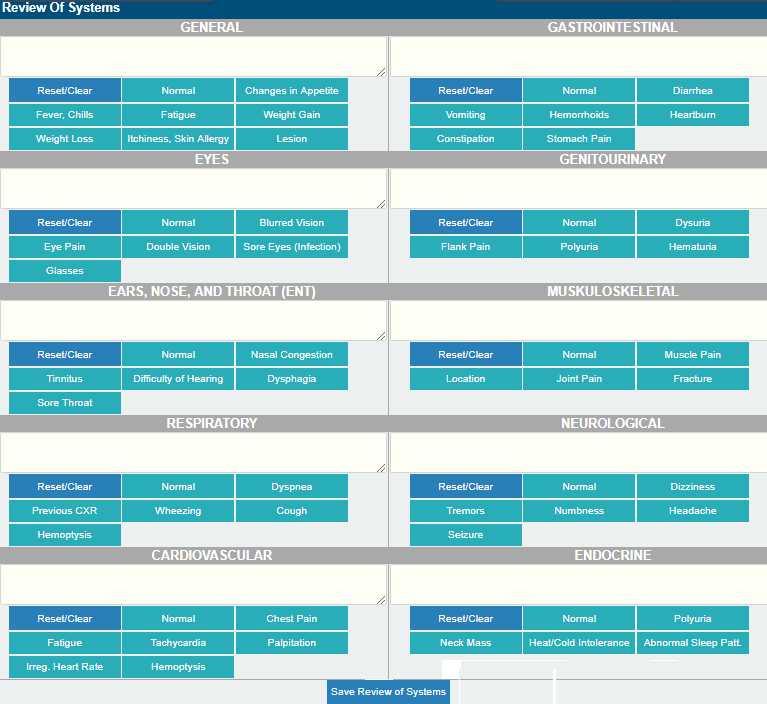 Review Of Systems
GENERAL
Reset/Clear Normal Changes in Appetite
Fever, Chills Fatigue Weight Gain
Weight Loss Itchiness, Skin Allergy Lesion
GASTROINTESTINAL
Reset/Clear Normal Diarrhea
Vomiting Hemorrhoids Heartburn
Constipation Stomach Pain
EYES
Reset/Clear Normal Blurred Vision
Eye Pain Double Vision Sore Eyes (Infection)
Glasses
GENITOURINARY
Reset/Clear Normal Dysuria
Flank Pain Polyuria Hematuria
EARS, NOSE, AND THROAT (ENT)
Reset/Clear Normal Nasal Congestion
Tinnitus Difficulty of Hearing Dysphagia
Sore Throat
MUSKULOSKELETAL
Reset/Clear Normal Muscle Pain
Location Joint Pain Fracture
RESPIRATORY
Reset/Clear Normal Dyspnea
Previous CXR Wheezing Cough
Hemoptysis
NEUROLOGICAL
Reset/Clear Normal Dizziness
Tremors Numbness Headache
Seizure
CARDIOVASCULAR
Reset/Clear Normal Chest Pain
Fatigue Tachycardia Palpitation
Irreg. Heart Rate Hemoptysis
ENDOCRINE
Reset/Clear Normal Polyuria
Neck Mass Heat/Cold Intolerance Abnormal Sleep Patt.
Save Review of Systems